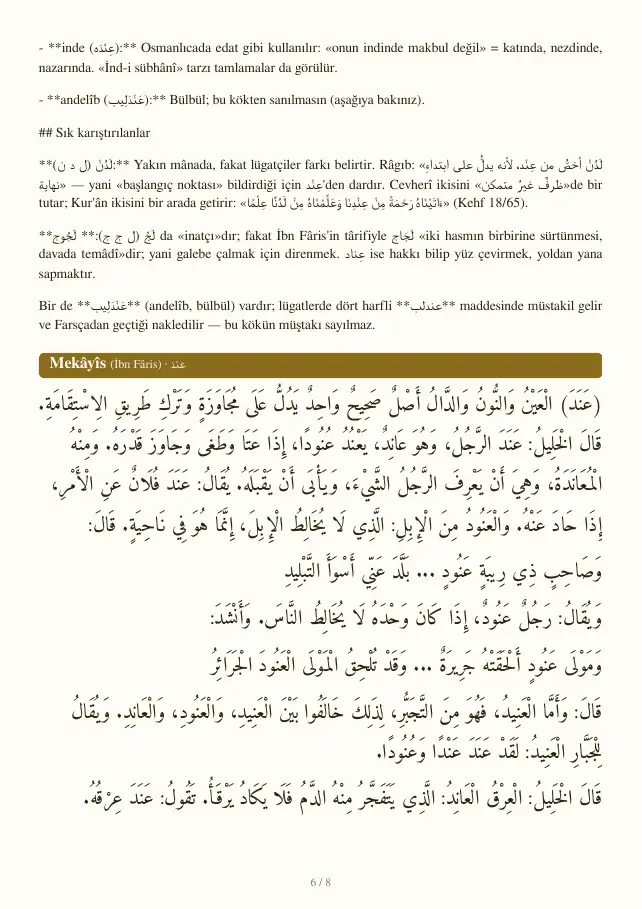 - **inde (عِنْدَه):** Osmanlıcada edat gibi kullanılır: «onun indinde makbul değil» = katında, nezdinde,
nazarında. «İnd-i sübhânî» tarzı tamlamalar da görülür.
- **andelîb (عَنْدَلِيب):** Bülbül; bu kökten sanılmasın (aşağıya bakınız).
## Sık karıştırılanlar
**لَدُنْ (ل د ن):** Yakın mânada, fakat lügatçiler farkı belirtir. Râgıb: «لَدُنْ أخصُّ من عِنْد، لأنه يدلُّ على ابتداءِ
نهاية» — yani «başlangıç noktası» bildirdiği için عِنْد'den dardır. Cevherî ikisini «ظرفٌ غيرُ متمكن»de bir
tutar; Kur'ân ikisini bir arada getirir: «ءَاتَيْنَاهُ رَحْمَةً مِنْ عِنْدِنَا وَعَلَّمْنَاهُ مِنْ لَدُنَّا عِلْمًا» (Kehf 18/65).
**لَجُوج** :(ل ج ج) لَجَّ da «inatçı»dır; fakat İbn Fâris'in târifiyle لَجَاج «iki hasmın birbirine sürtünmesi,
davada temâdî»dir; yani galebe çalmak için direnmek. عِنَاد ise hakkı bilip yüz çevirmek, yoldan yana
sapmaktır.
Bir de **عَنْدَلِيب** (andelîb, bülbül) vardır; lügatlerde dört harfli **عندلب** maddesinde müstakil gelir
ve Farsçadan geçtiği nakledilir — bu kökün müştakı sayılmaz.
Mekâyîs (İbn Fâris) · عَنَدَ
(عَنَدَ) الْعَيْنُ وَالنُّونُ وَالدَّالُ أَصْلٌ صَحِيحٌ وَاحِدٌ يَدُلُّ عَلَى مُجَاوَزَةٍ وَتَرْكِ طَرِيقِ الِاسْتِقَامَةِ.
قَالَ الْخَلِيلُ: عَنَدَ الرَّجُلُ، وَهُوَ عَانِدٌ، يَعْنُدُ عُنُودًا، إِذَا عَتَا وَطَغَى وَجَاوَزَ قَدْرَهُ. وَمِنْهُ
الْمُعَانَدَةُ، وَهِيَ أَنْ يَعْرِفَ الرَّجُلُ الشَّيْءَ، وَيَأْبَى أَنْ يَقْبَلَهُ. يُقَالُ: عَنَدَ فُلَانٌ عَنِ الْأَمْرِ،
إِذَا حَادَ عَنْهُ. وَالْعَنُودُ مِنَ الْإِبِلِ: الَّذِي لَا يُخَالِطُ الْإِبِلَ، إِنَّمَا هُوَ فِي نَاحِيَةٍ. قَالَ:
وَصَاحِبٍ ذِي رِيبَةٍ عَنُودِ ... بَلَّدَ عَنِّي أَسْوَأَ التَّبْلِيدِ
وَيُقَالُ: رَجُلٌ عَنُودٌ، إِذَا كَانَ وَحْدَهُ لَا يُخَالِطُ النَّاسَ. وَأَنْشَدَ:
وَمَوْلَى عَنُودٍ أَلْحَقَتْهُ جَرِيرَةٌ ... وَقَدْ تُلْحِقُ الْمَوْلَى الْعَنُودَ الْجَرَائِرُ
قَالَ: وَأَمَّا الْعَنِيدُ، فَهُوَ مِنَ التَّجَبُّرِ، لِذَلِكَ خَالَفُوا بَيْنَ الْعَنِيدِ، وَالْعَنُودِ، وَالْعَانِدِ. وَيُقَالُ
لِلْجَبَّارِ الْعَنِيدُ: لَقَدْ عَنَدَ عَنْدًا وَعُنُودًا.
قَالَ الْخَلِيلُ: الْعِرْقُ الْعَانِدُ: الَّذِي يَتَفَجَّرُ مِنْهُ الدَّمُ فَلَا يَكَادُ يَرْقَأُ. تَقُولُ: عَنَدَ عِرْقُهُ.
6 / 8